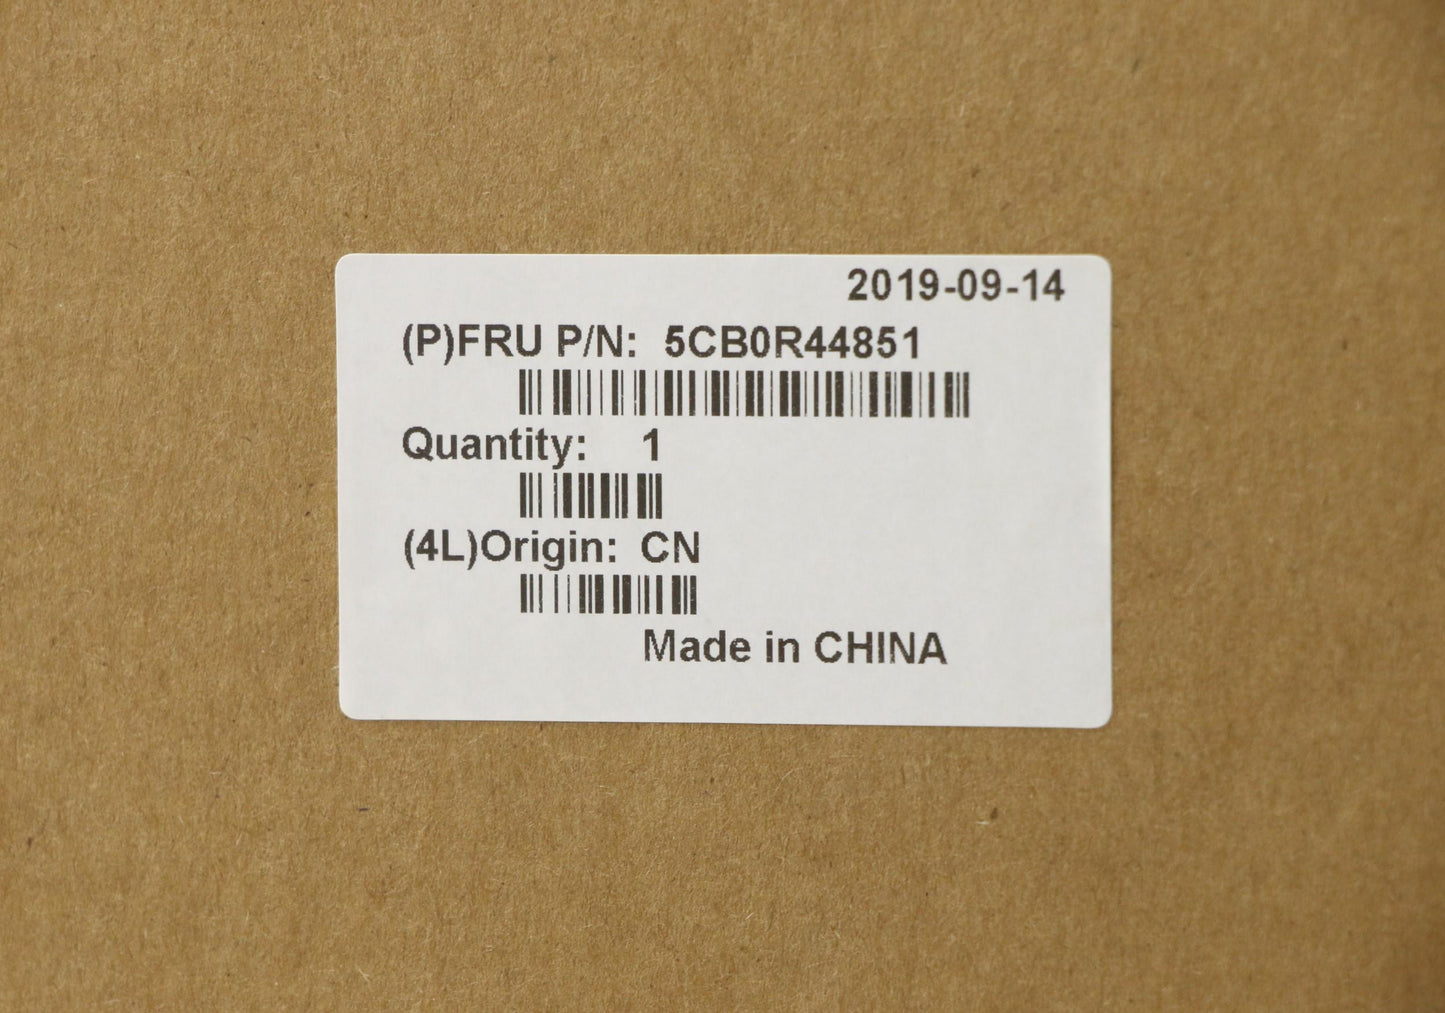 2019-09-14
(P)FRU P/N: 5CB0R44851
Quantity: 1
(4L)Origin: CN
Made in CHINA